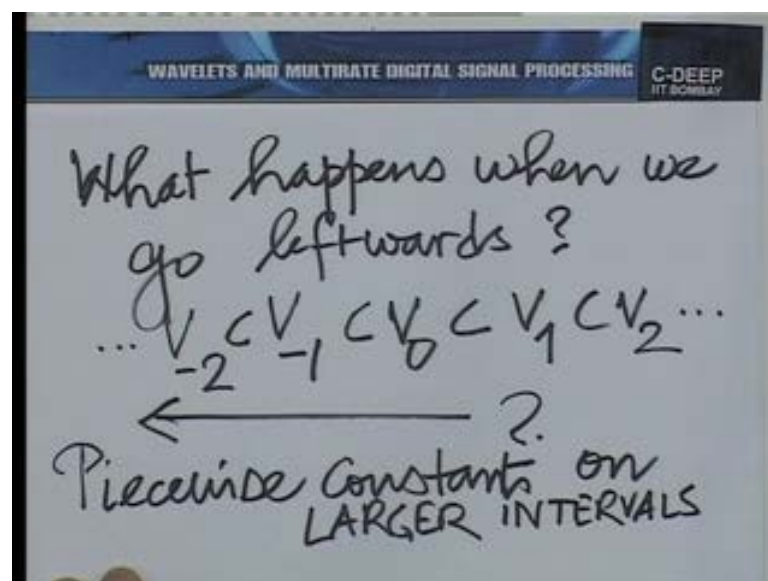 WAVELETS AND MULTIRATE DIGITAL SIGNAL PROCESSING
C-DEEP
IIT BOMBAY
What happens when we
go leftwards ?
... V₋₂ ⊂ V₋₁ ⊂ V₀ ⊂ V₁ ⊂ V₂ ...
← ?
Piecewise constants on
LARGER INTERVALS